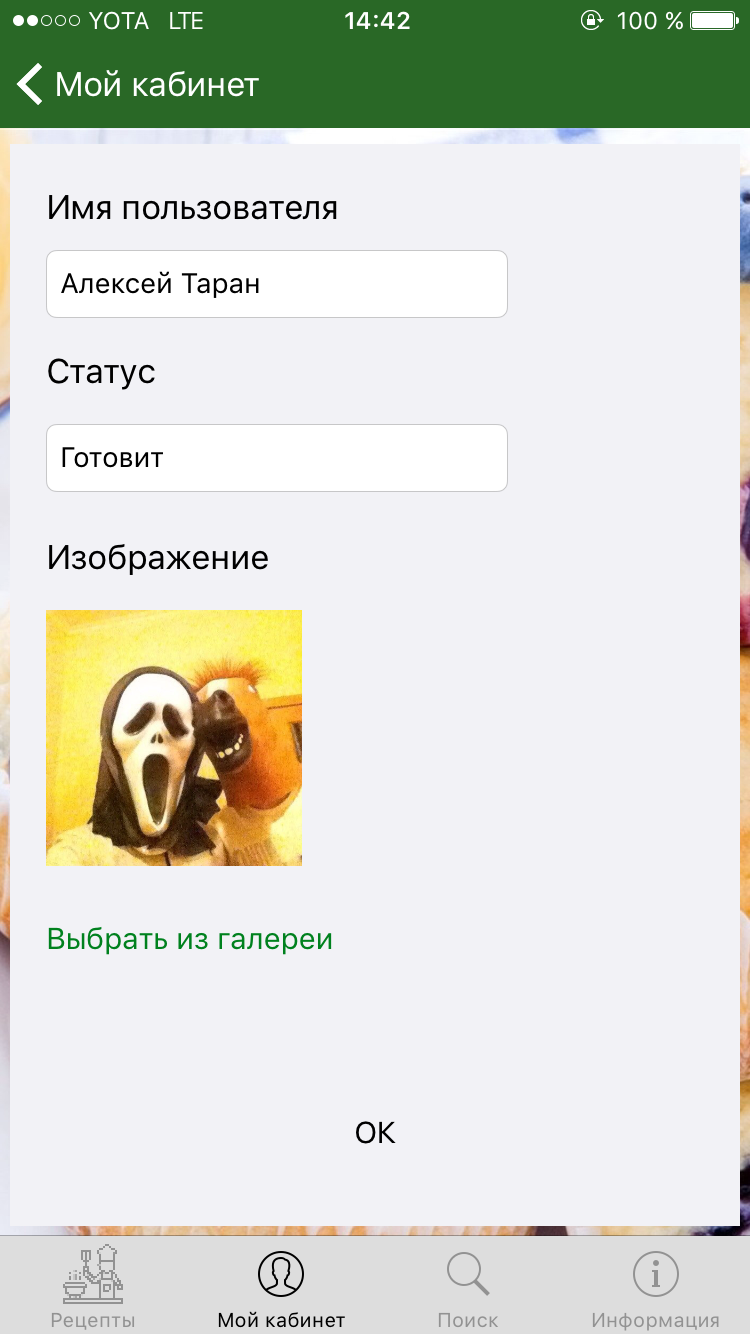 YOTA LTE 14:42 100 %
Мой кабинет
Имя пользователя
Алексей Таран
Статус
Готовит
Изображение
Выбрать из галереи
ОК
Рецепты Мой кабинет Поиск Информация